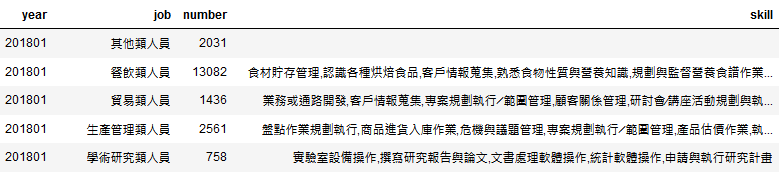 year job number skill
201801 其他類人員 2031
201801 餐飲類人員 13082 食材貯存管理,認識各種烘焙食品,客戶情報蒐集,熟悉食物性質與營養知識,規劃與監督營養食譜作業...
201801 貿易類人員 1436 業務或通路開發,客戶情報蒐集,專案規劃執行/範圍管理,顧客關係管理,研討會/講座活動規劃與執...
201801 生產管理類人員 2561 盤點作業規劃執行,商品進貨入庫作業,危機與議題管理,專案規劃執行/範圍管理,產品估價作業,執...
201801 學術研究類人員 758 實驗室設備操作,撰寫研究報告與論文,文書處理軟體操作,統計軟體操作,申請與執行研究計畫